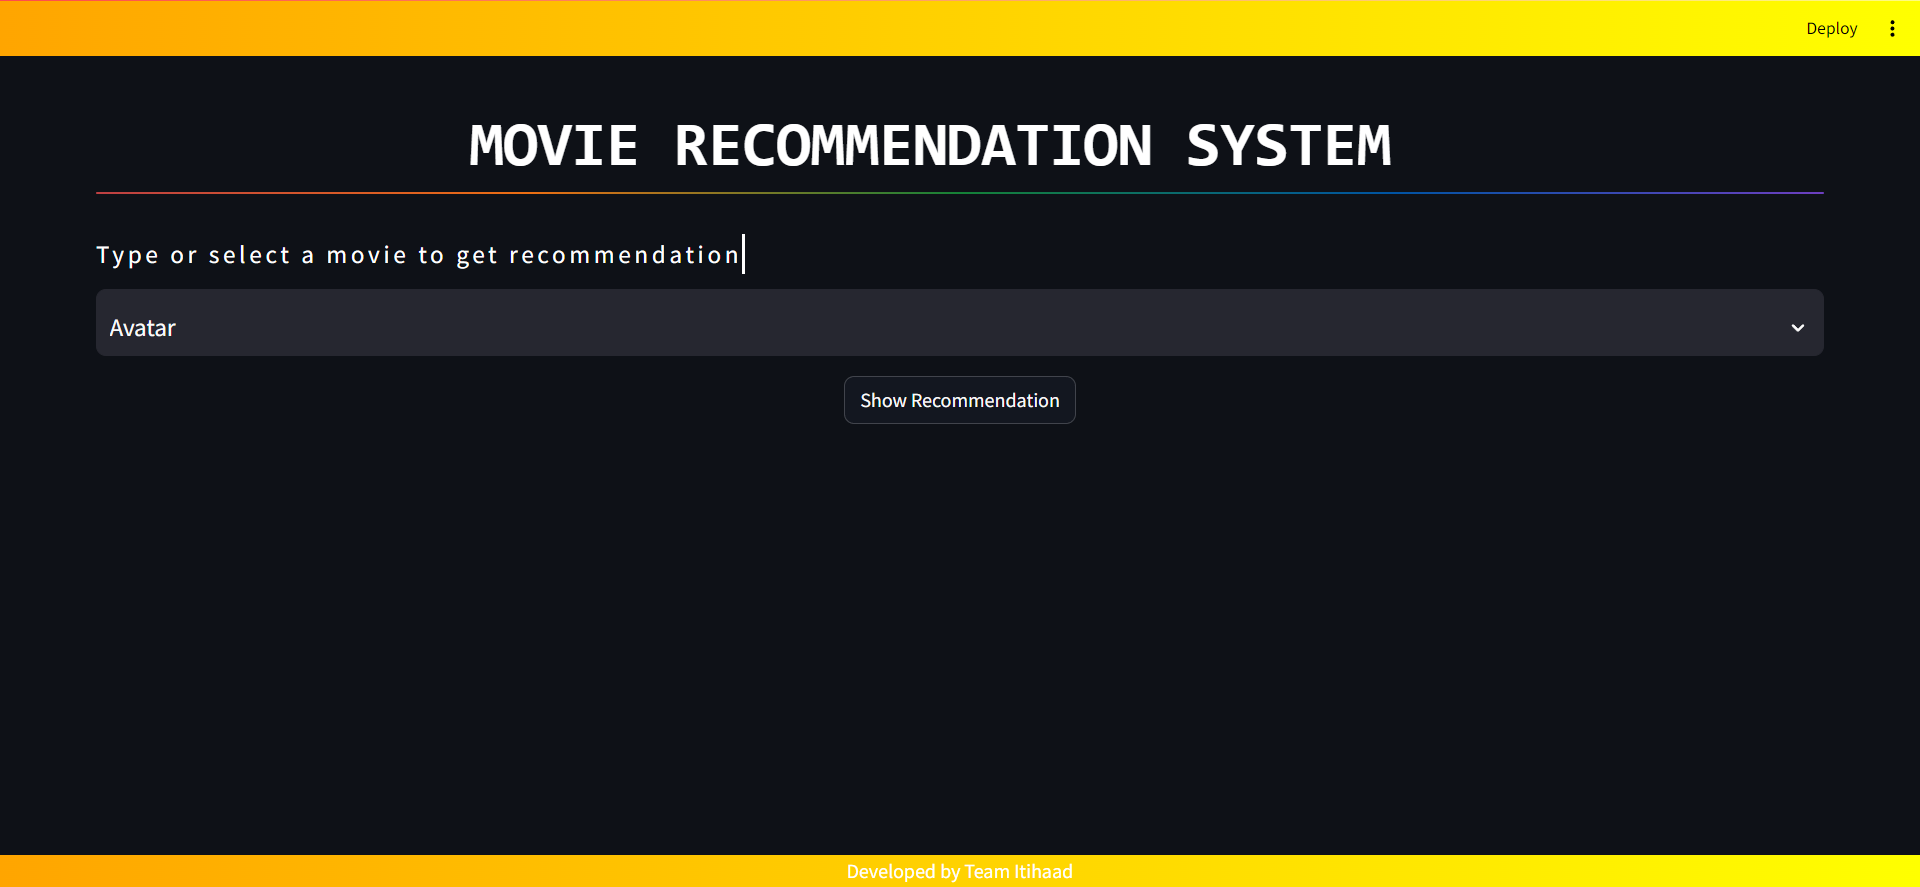 Deploy
MOVIE RECOMMENDATION SYSTEM
Type or select a movie to get recommendation
Avatar
Show Recommendation
Developed by Team Itihaad